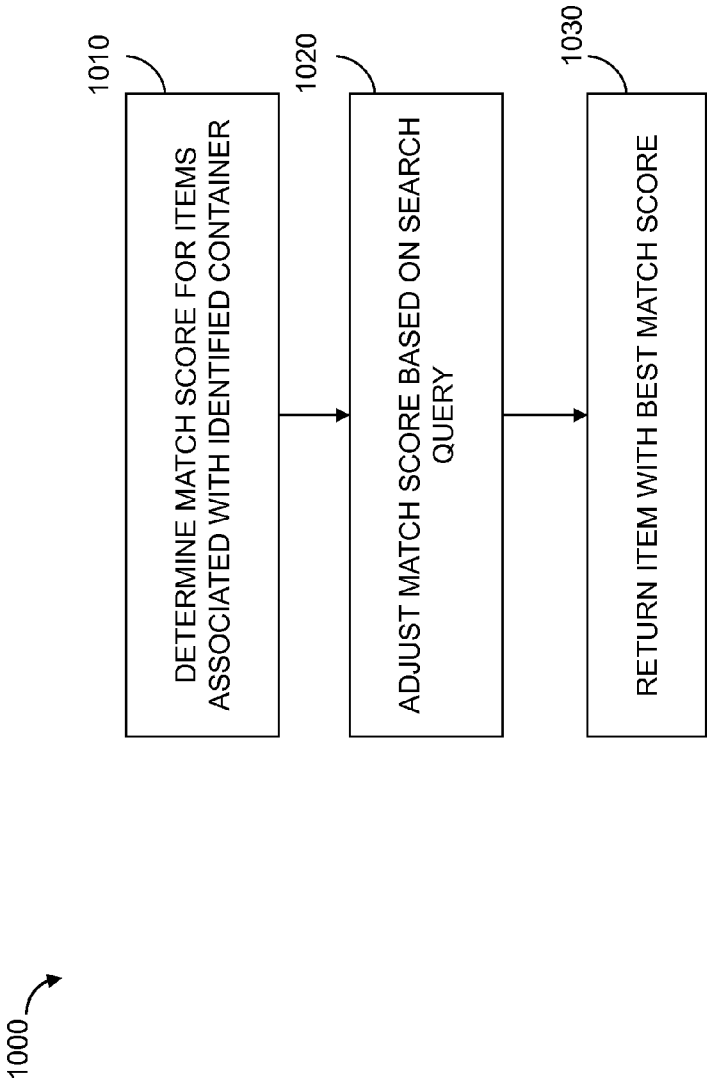 1000
1010
DETERMINE MATCH SCORE FOR ITEMS
ASSOCIATED WITH IDENTIFIED CONTAINER
1020
ADJUST MATCH SCORE BASED ON SEARCH
QUERY
1030
RETURN ITEM WITH BEST MATCH SCORE